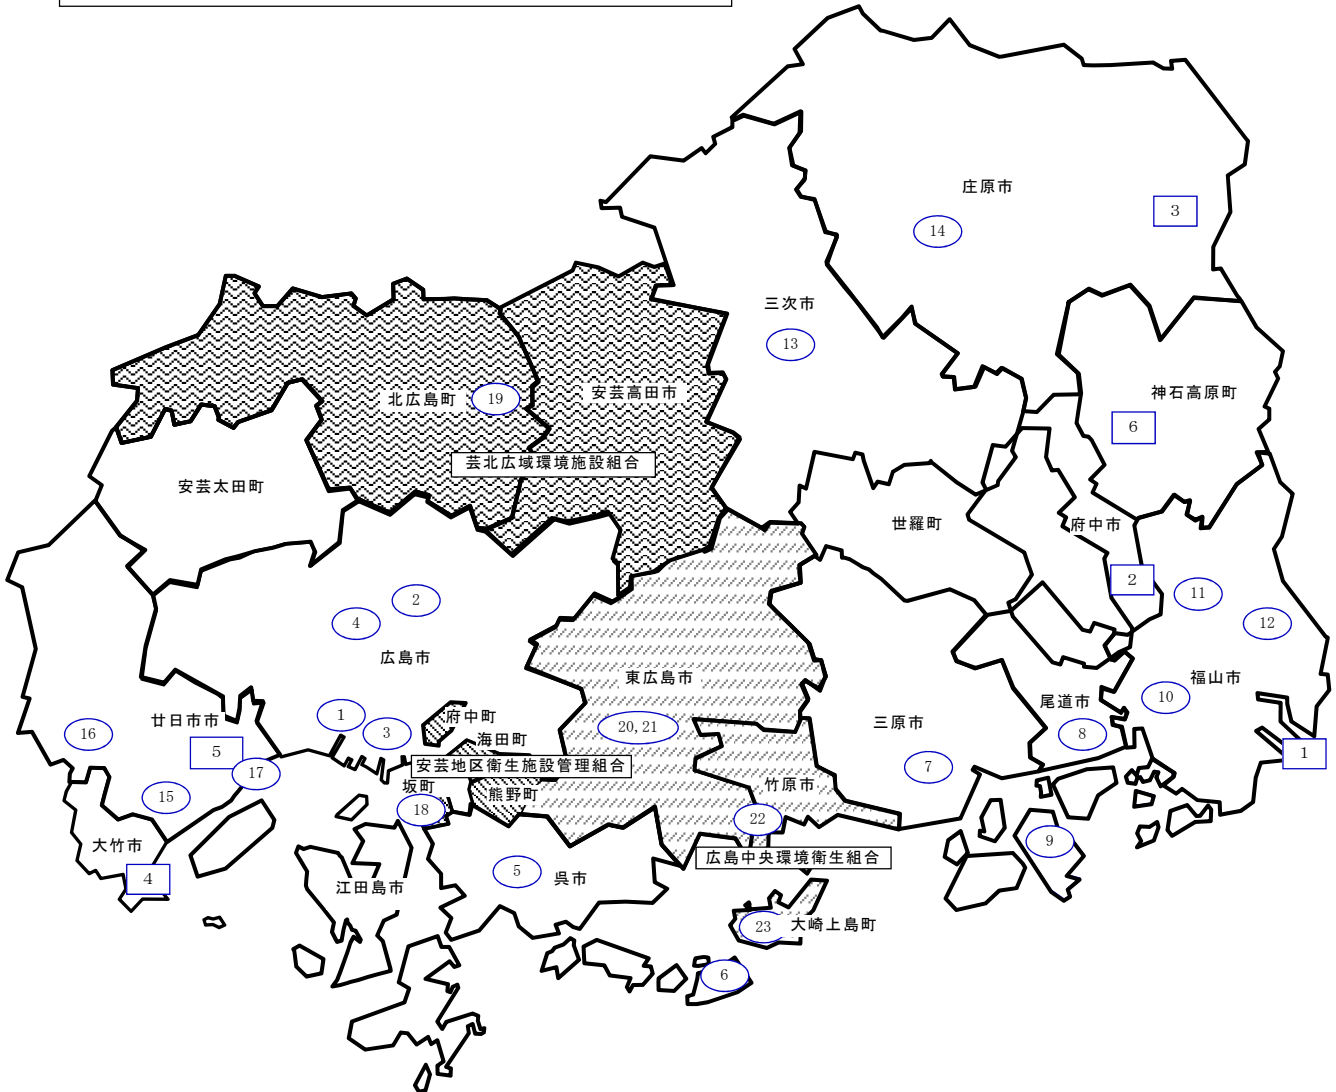 庄原市
3
14
三次市
13
神石高原町
安芸高田市
北広島町
19
6
芸北広域環境施設組合
安芸太田町
世羅町
府中市
2
11
2
4
12
広島市
東広島市
福山市
10
尾道市
1
府中町
廿日市市
3
20,21
三原市
8
16
海田町
5
1
安芸地区衛生施設管理組合
7
17
坂町
竹原市
熊野町
15
18
22
9
大竹市
広島中央環境衛生組合
4
江田島市
5
呉市
23
大崎上島町
6